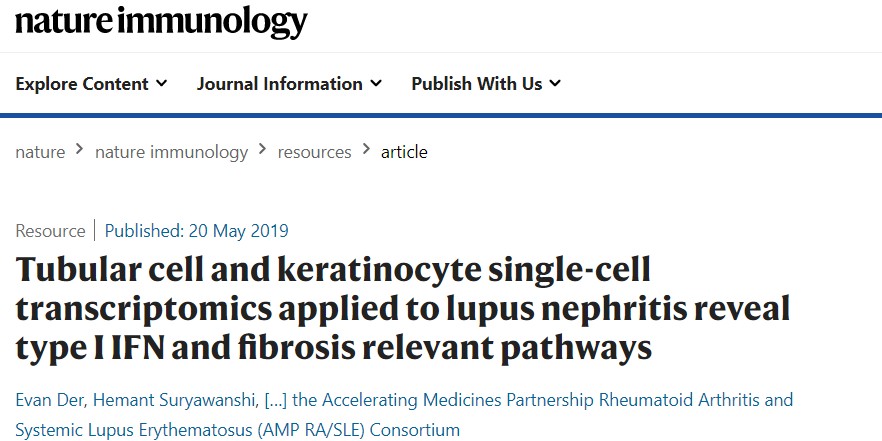 nature immunology
Explore Content Journal Information Publish With Us
nature > nature immunology > resources > article
Resource | Published: 20 May 2019
Tubular cell and keratinocyte single-cell
transcriptomics applied to lupus nephritis reveal
type I IFN and fibrosis relevant pathways
Evan Der, Hemant Suryawanshi, [...] the Accelerating Medicines Partnership Rheumatoid Arthritis and
Systemic Lupus Erythematosus (AMP RA/SLE) Consortium